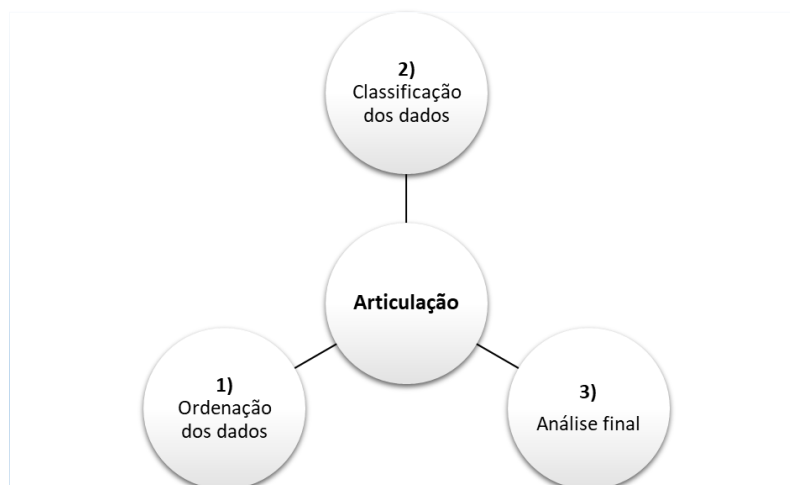 2)
Classificação
dos dados
Articulação
1)
Ordenação
dos dados
3)
Análise final